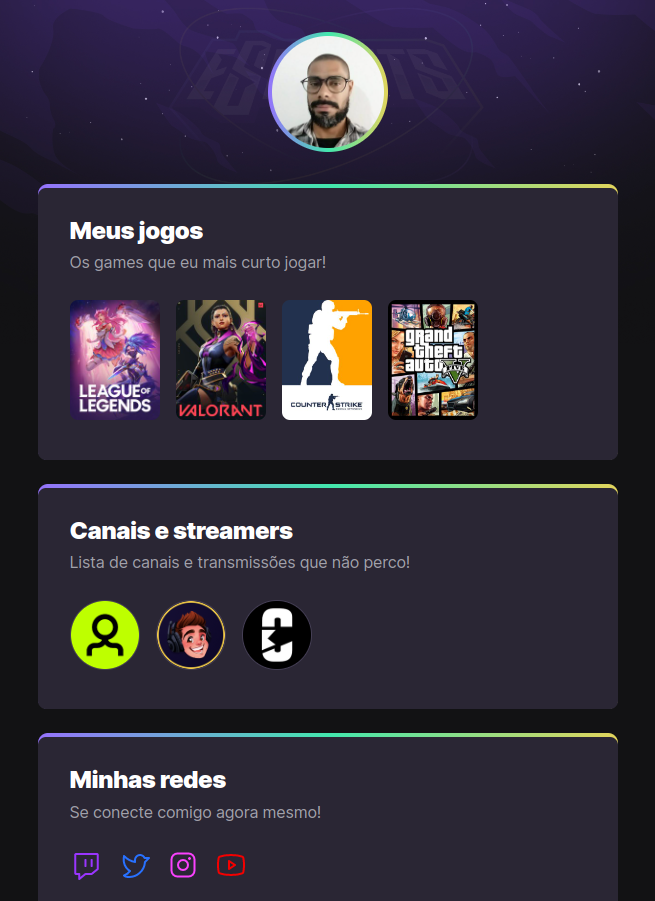 ESPORTS
Meus jogos
Os games que eu mais curto jogar!
LEAGUE OF
LEGENDS
VALORANT
COUNTER STRIKE
grand
theft
auto
V
Canais e streamers
Lista de canais e transmissões que não perco!
Minhas redes
Se conecte comigo agora mesmo!